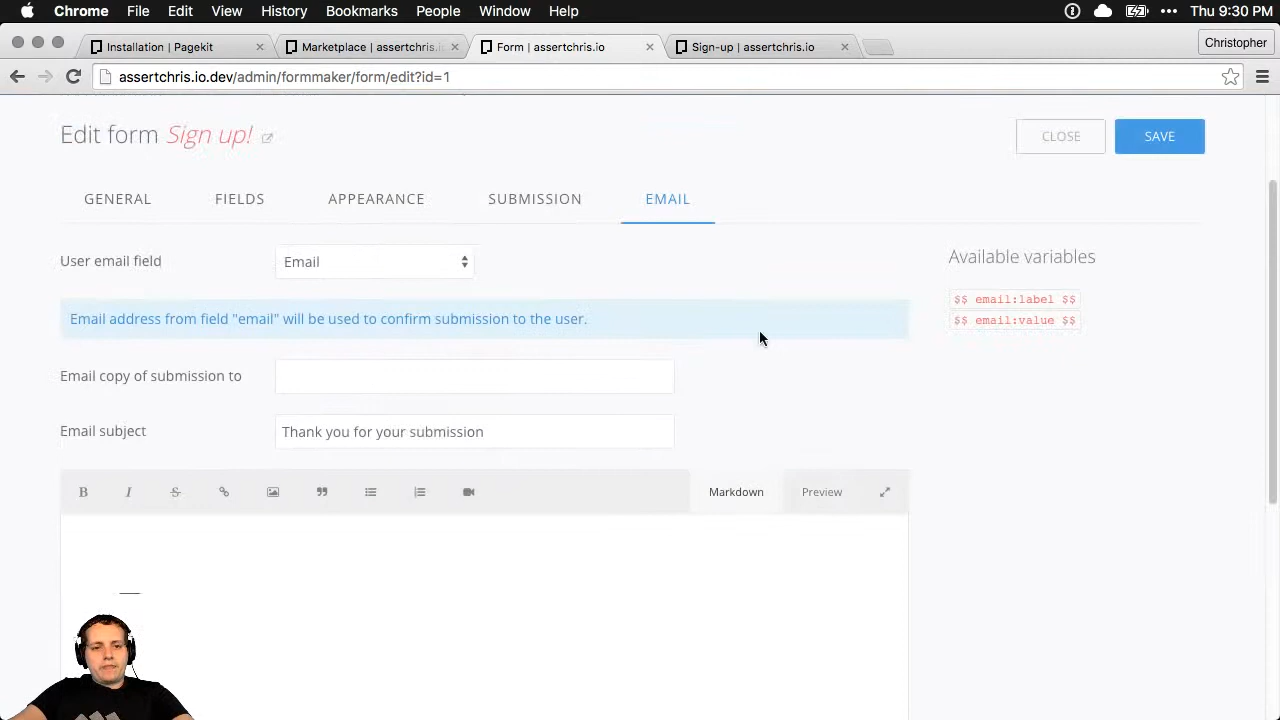 Chrome File Edit View History Bookmarks People Window Help Thu 9:30 PM
Installation | Pagekit
Marketplace | assertchris.i
Form | assertchris.io
Sign-up | assertchris.io
Christopher
assertchris.io.dev/admin/formmaker/form/edit?id=1
Edit form Sign up!
CLOSE
SAVE
GENERAL FIELDS APPEARANCE SUBMISSION EMAIL
User email field Email
Available variables
$$ email:label $$
$$ email:value $$
Email address from field "email" will be used to confirm submission to the user.
Email copy of submission to
Email subject Thank you for your submission
B I S Markdown Preview